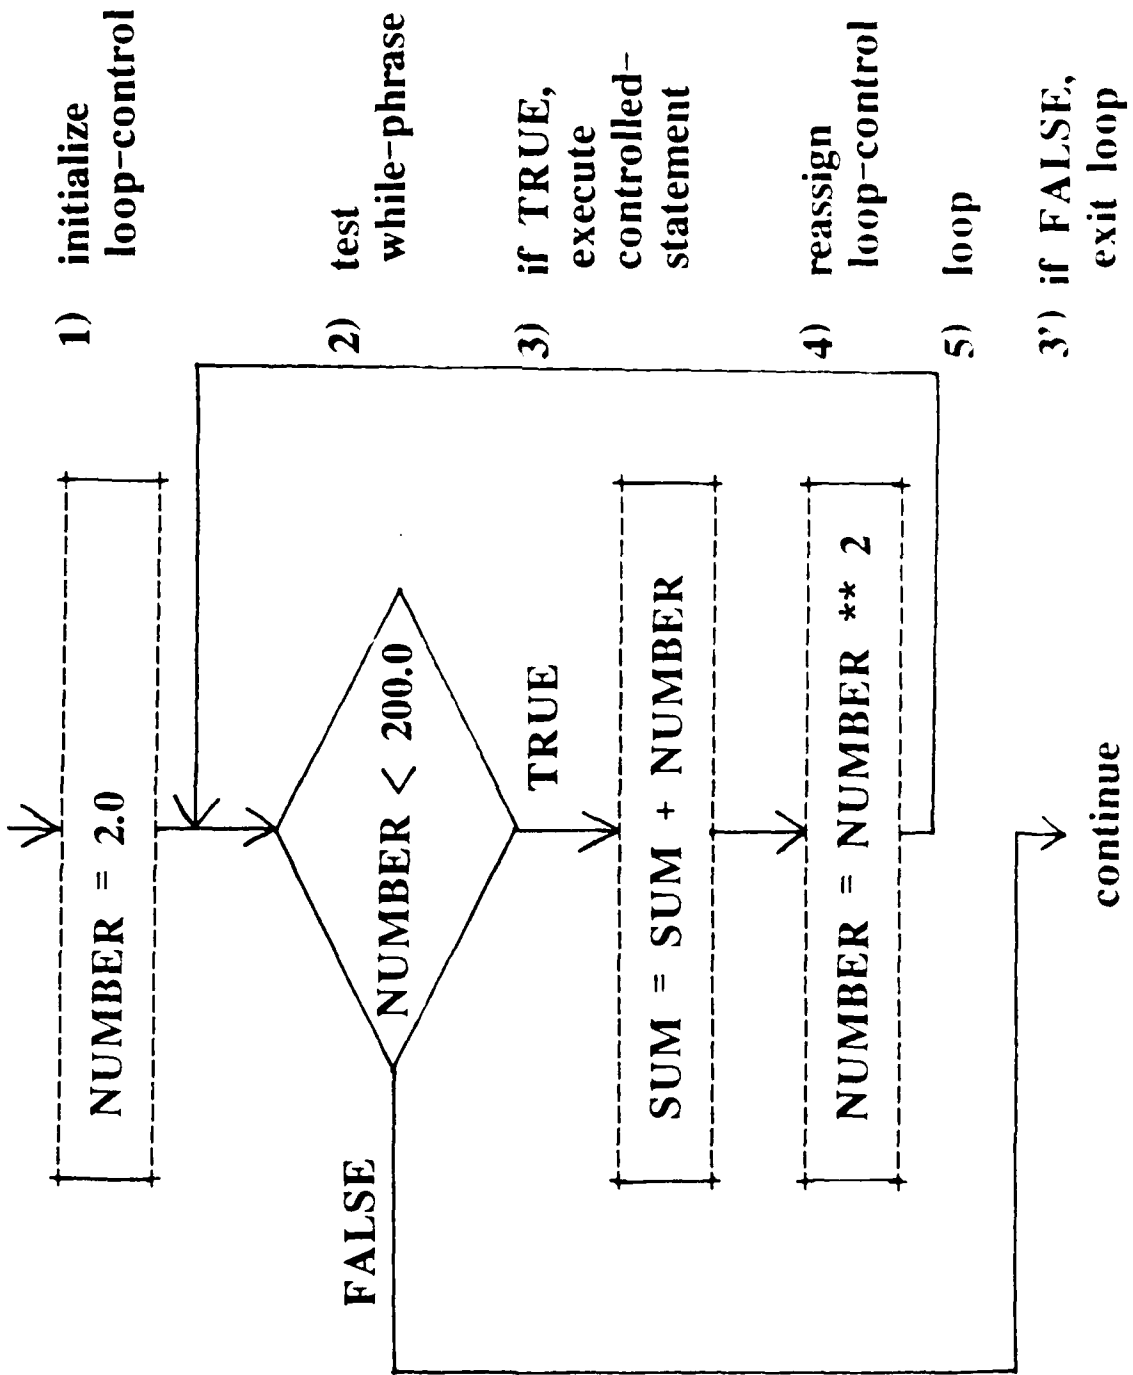 NUMBER = 2.0
NUMBER < 200.0
FALSE
TRUE
SUM = SUM + NUMBER
NUMBER = NUMBER ** 2
continue
1) initialize
loop-control
2) test
while-phrase
3) if TRUE,
execute
controlled-
statement
4) reassign
loop-control
5) loop
3') if FALSE,
exit loop